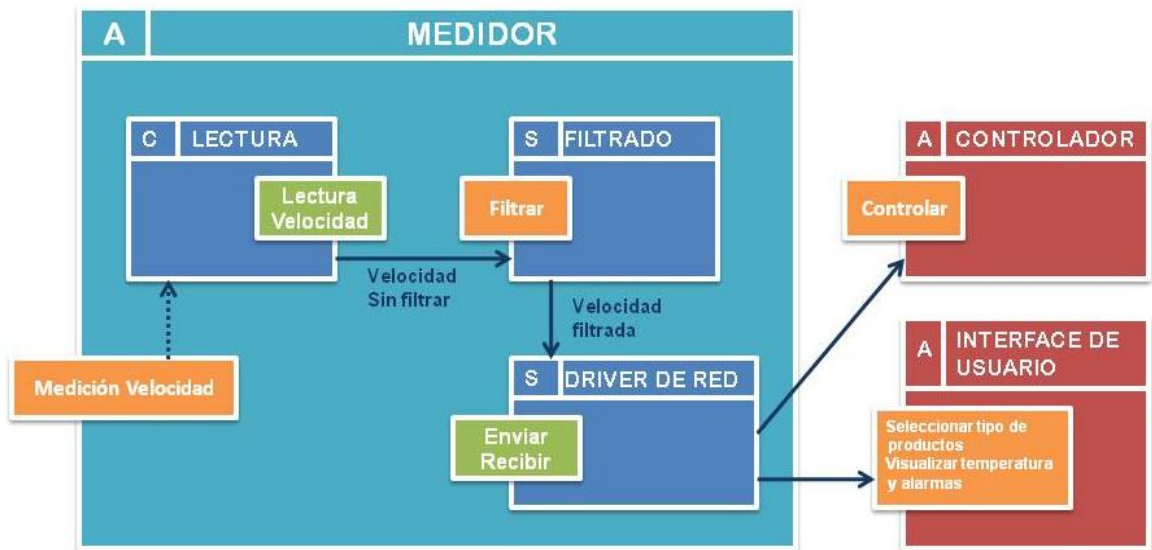 A MEDIDOR
C LECTURA
Lectura
Velocidad
Velocidad
Sin filtrar
S FILTRADO
Filtrar
Velocidad
filtrada
Medición Velocidad
S DRIVER DE RED
Enviar
Recibir
A CONTROLADOR
Controlar
A INTERFACE DE
USUARIO
Seleccionar tipo de
productos
Visualizar temperatura
y alarmas